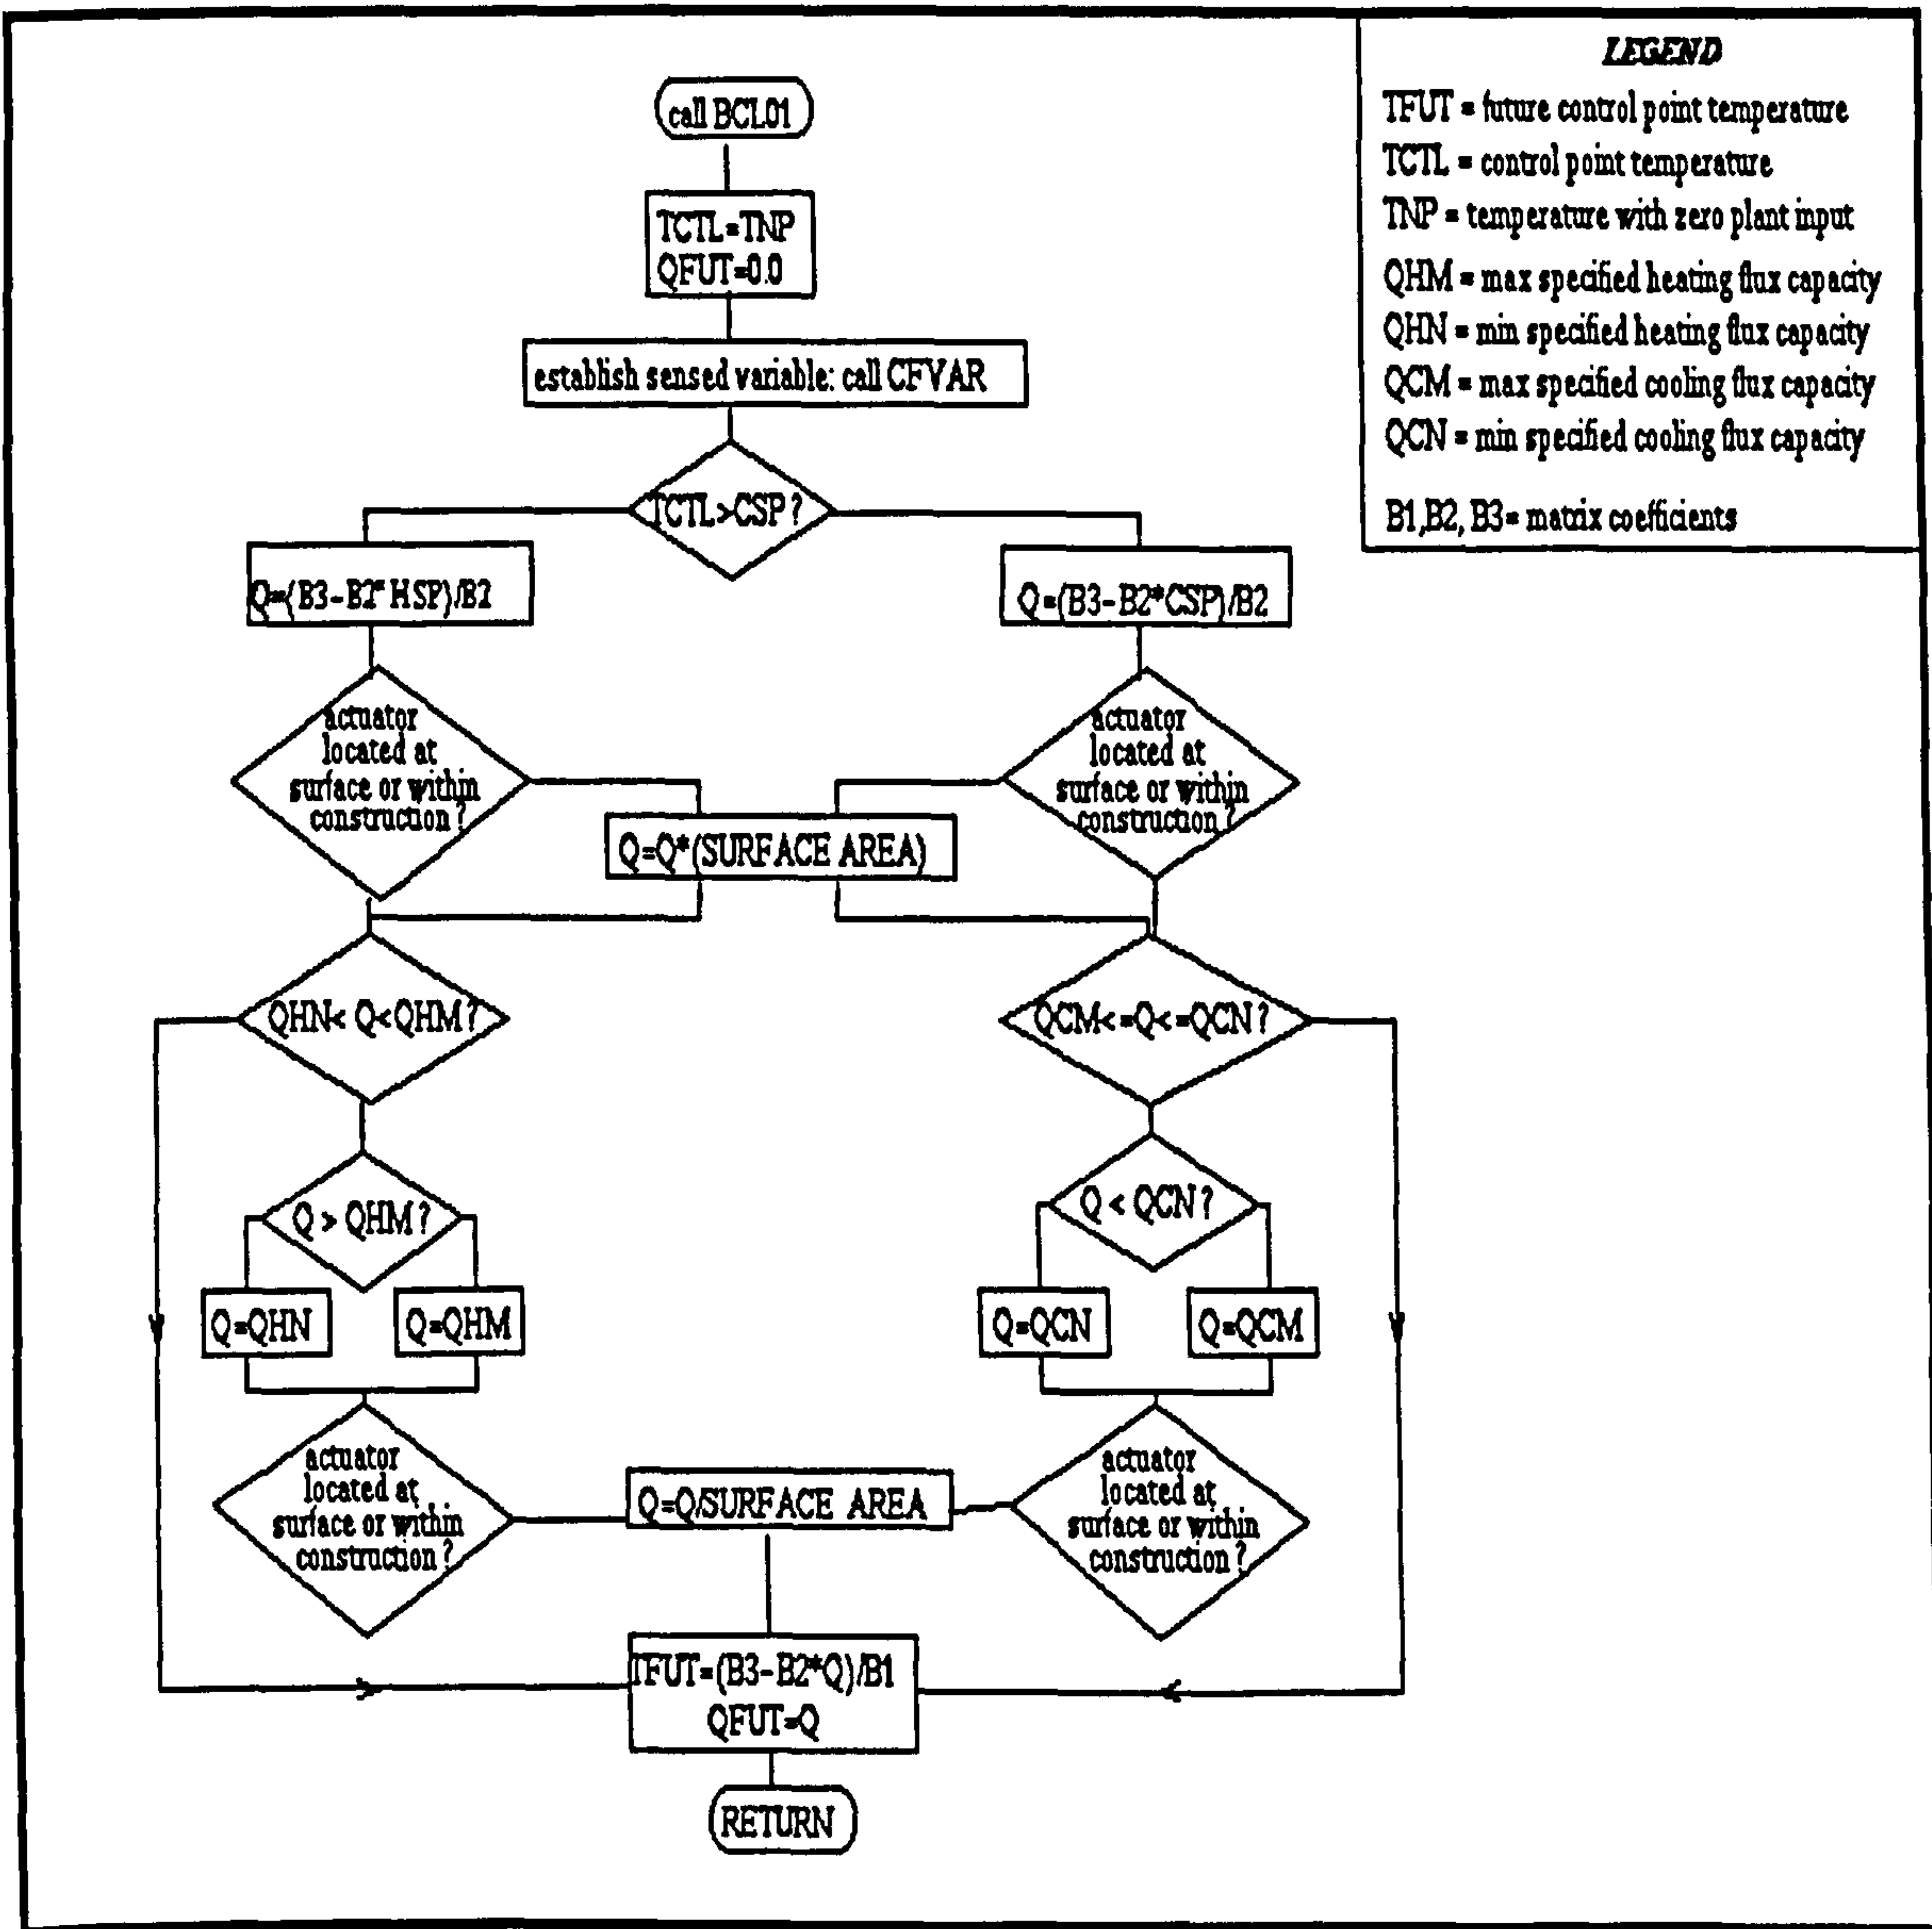 LEGEND
TFUT = future control point temperature
TCTL = control point temperature
TNP = temperature with zero plant input
QHM = max specified heating flux capacity
QHN = min specified heating flux capacity
QCM = max specified cooling flux capacity
QCN = min specified cooling flux capacity
B1,B2, B3= matrix coefficients
call BCL01
TCTL=TNP
QFUT=0.0
establish sensed variable: call CFVAR
TCTL>CSP?
Q=(B3-B2*HSP)/B2
Q=(B3-B2*CSP)/B2
actuator
located at
surface or within
construction?
actuator
located at
surface or within
construction?
Q=Q*(SURFACE AREA)
QHN< Q<QHM?
QCM<=Q<=QCN?
Q > QHM?
Q < QCN?
Q=QHN
Q=QHM
Q=QCN
Q=QCM
actuator
located at
surface or within
construction?
Q=Q/SURFACE AREA
actuator
located at
surface or within
construction?
TFUT=(B3-B2*Q)/B1
QFUT=Q
RETURN